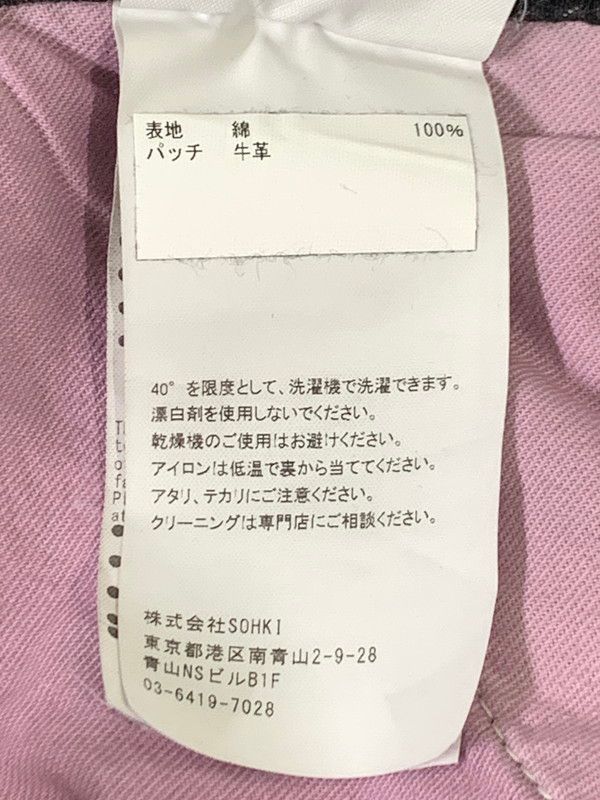 表地 綿 100%
パッチ 牛革
40°を限度として、洗濯機で洗濯できます。
漂白剤を使用しないでください。
乾燥機のご使用はお避けください。
アイロンは低温で裏から当ててください。
アタリ、テカリにご注意ください。
クリーニングは専門店にご相談ください。
株式会社SOHKI
東京都港区南青山2-9-28
青山NSビルB1F
03-6419-7028